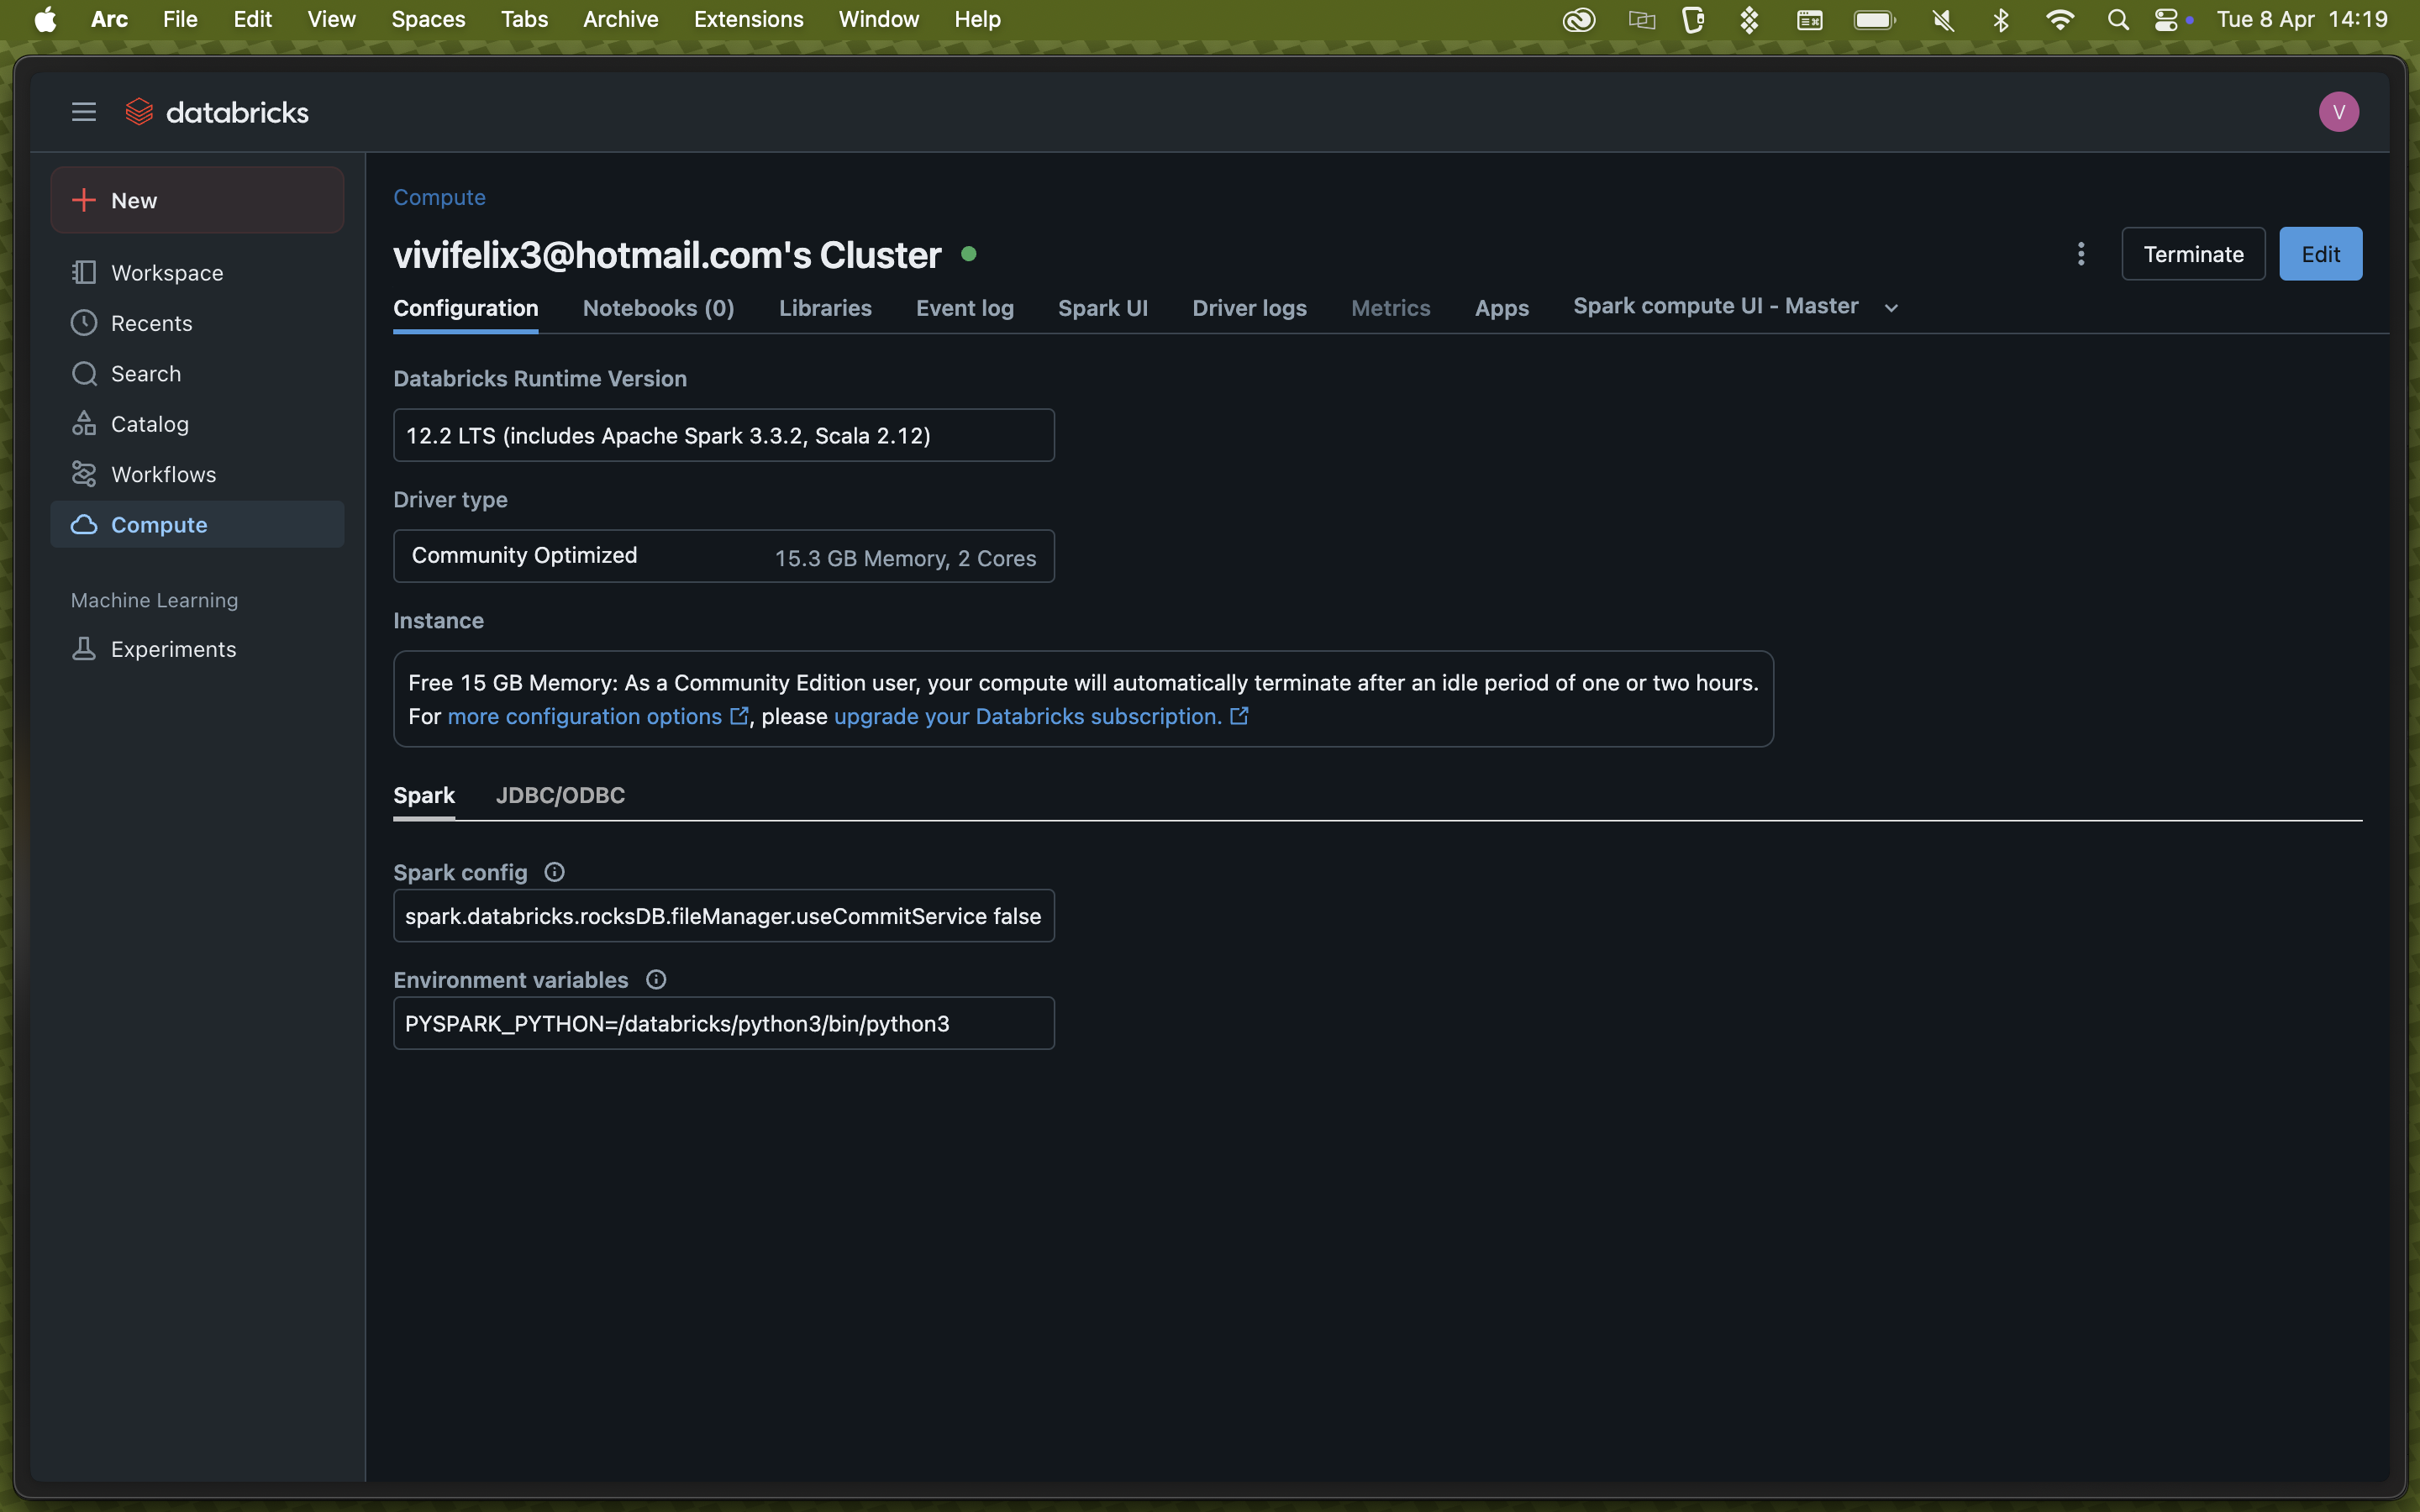 Arc File Edit View Spaces Tabs Archive Extensions Window Help Tue 8 Apr 14:19
databricks
V
New
Workspace
Recents
Search
Catalog
Workflows
Compute
Machine Learning
Experiments
Compute
vivifelix3@hotmail.com's Cluster
Terminate
Edit
Configuration Notebooks (0) Libraries Event log Spark UI Driver logs Metrics Apps Spark compute UI - Master
Databricks Runtime Version
12.2 LTS (includes Apache Spark 3.3.2, Scala 2.12)
Driver type
Community Optimized 15.3 GB Memory, 2 Cores
Instance
Free 15 GB Memory: As a Community Edition user, your compute will automatically terminate after an idle period of one or two hours.
For more configuration options, please upgrade your Databricks subscription.
Spark JDBC/ODBC
Spark config
spark.databricks.rocksDB.fileManager.useCommitService false
Environment variables
PYSPARK_PYTHON=/databricks/python3/bin/python3